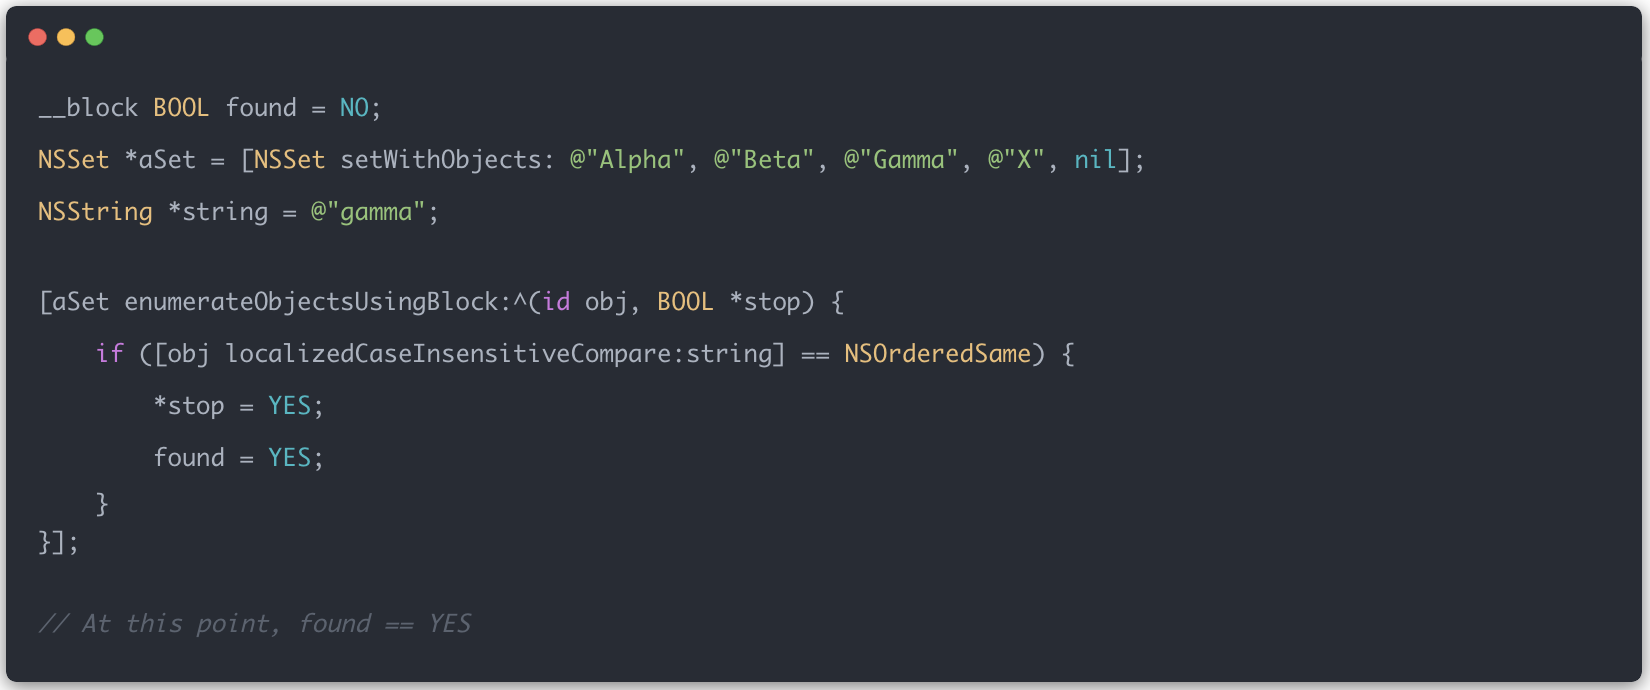 __block BOOL found = NO;
NSSet *aSet = [NSSet setWithObjects: @"Alpha", @"Beta", @"Gamma", @"X", nil];
NSString *string = @"gamma";
[aSet enumerateObjectsUsingBlock:^(id obj, BOOL *stop) {
    if ([obj localizedCaseInsensitiveCompare:string] == NSOrderedSame) {
        *stop = YES;
        found = YES;
    }
}];
// At this point, found == YES